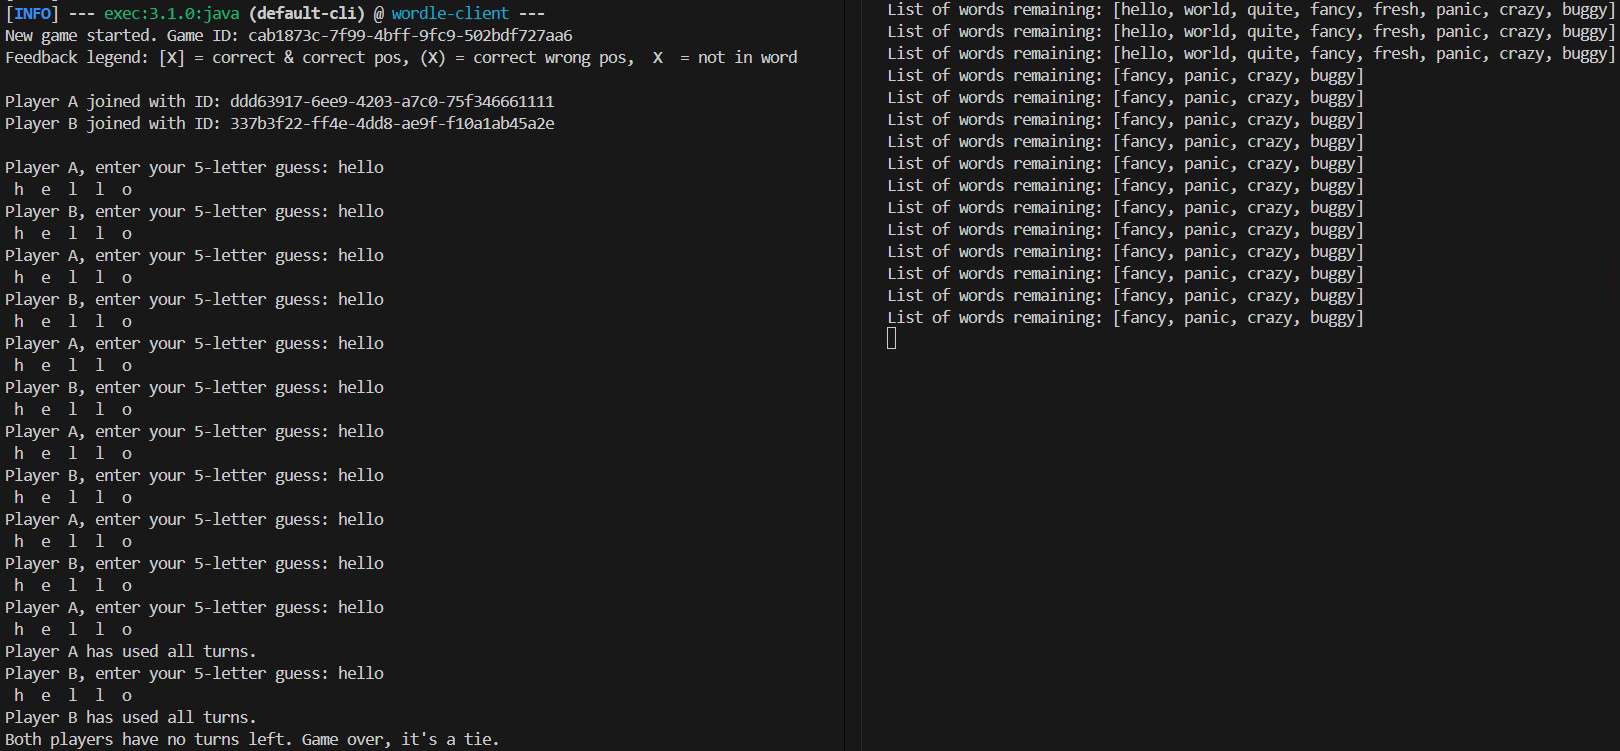 [INFO] --- exec:3.1.0:java (default-cli) @ wordle-client ---
New game started. Game ID: cab1873c-7f99-4bff-9fc9-502bdf727aa6
Feedback legend: [X] = correct & correct pos, (X) = correct wrong pos,  X  = not in word
Player A joined with ID: ddd63917-6ee9-4203-a7c0-75f346661111
Player B joined with ID: 337b3f22-ff4e-4dd8-ae9f-f10a1ab45a2e
Player A, enter your 5-letter guess: hello
h e l l o
Player B, enter your 5-letter guess: hello
h e l l o
Player A, enter your 5-letter guess: hello
h e l l o
Player B, enter your 5-letter guess: hello
h e l l o
Player A, enter your 5-letter guess: hello
h e l l o
Player B, enter your 5-letter guess: hello
h e l l o
Player A, enter your 5-letter guess: hello
h e l l o
Player B, enter your 5-letter guess: hello
h e l l o
Player A, enter your 5-letter guess: hello
h e l l o
Player B, enter your 5-letter guess: hello
h e l l o
Player A, enter your 5-letter guess: hello
h e l l o
Player A has used all turns.
Player B, enter your 5-letter guess: hello
h e l l o
Player B has used all turns.
Both players have no turns left. Game over, it's a tie.
List of words remaining: [hello, world, quite, fancy, fresh, panic, crazy, buggy]
List of words remaining: [hello, world, quite, fancy, fresh, panic, crazy, buggy]
List of words remaining: [hello, world, quite, fancy, fresh, panic, crazy, buggy]
List of words remaining: [fancy, panic, crazy, buggy]
List of words remaining: [fancy, panic, crazy, buggy]
List of words remaining: [fancy, panic, crazy, buggy]
List of words remaining: [fancy, panic, crazy, buggy]
List of words remaining: [fancy, panic, crazy, buggy]
List of words remaining: [fancy, panic, crazy, buggy]
List of words remaining: [fancy, panic, crazy, buggy]
List of words remaining: [fancy, panic, crazy, buggy]
List of words remaining: [fancy, panic, crazy, buggy]
List of words remaining: [fancy, panic, crazy, buggy]
List of words remaining: [fancy, panic, crazy, buggy]
List of words remaining: [fancy, panic, crazy, buggy]